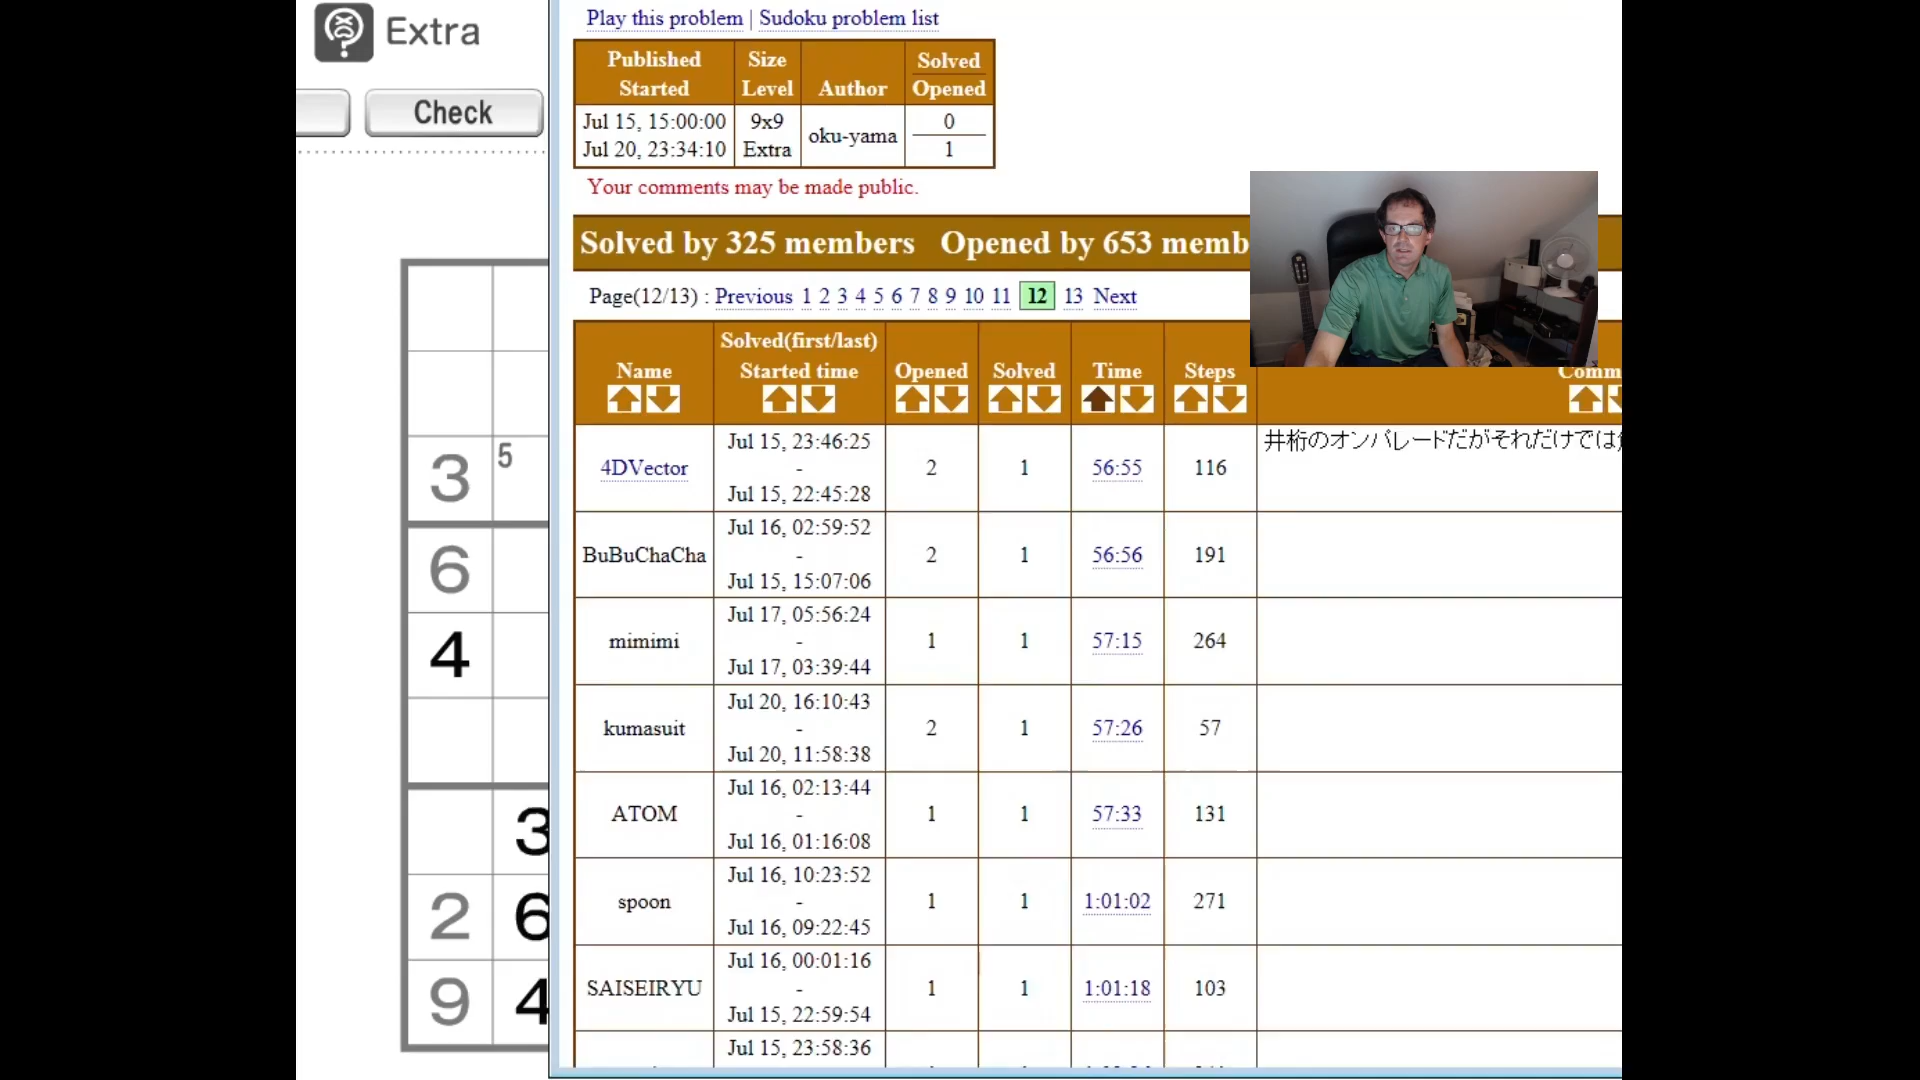 Extra
Check
3 5
6
4
3
2 6
9 4
Play this problem | Sudoku problem list
Published Started Size Level Author Solved Opened
Jul 15, 15:00:00 9x9 oku-yama 0
Jul 20, 23:34:10 Extra 1
Your comments may be made public.
Solved by 325 members Opened by 653 memb
Page(12/13) : Previous 1 2 3 4 5 6 7 8 9 10 11 12 13 Next
Name Solved(first/last) Started time Opened Solved Time Steps Comm
4DVector Jul 15, 23:46:25 - Jul 15, 22:45:28 2 1 56:55 116 井桁のオンパレードだがそれだけでは
BuBuChaCha Jul 16, 02:59:52 - Jul 15, 15:07:06 2 1 56:56 191
mimimi Jul 17, 05:56:24 - Jul 17, 03:39:44 1 1 57:15 264
kumasuit Jul 20, 16:10:43 - Jul 20, 11:58:38 2 1 57:26 57
ATOM Jul 16, 02:13:44 - Jul 16, 01:16:08 1 1 57:33 131
spoon Jul 16, 10:23:52 - Jul 16, 09:22:45 1 1 1:01:02 271
SAISEIRYU Jul 16, 00:01:16 - Jul 15, 22:59:54 1 1 1:01:18 103
Jul 15, 23:58:36